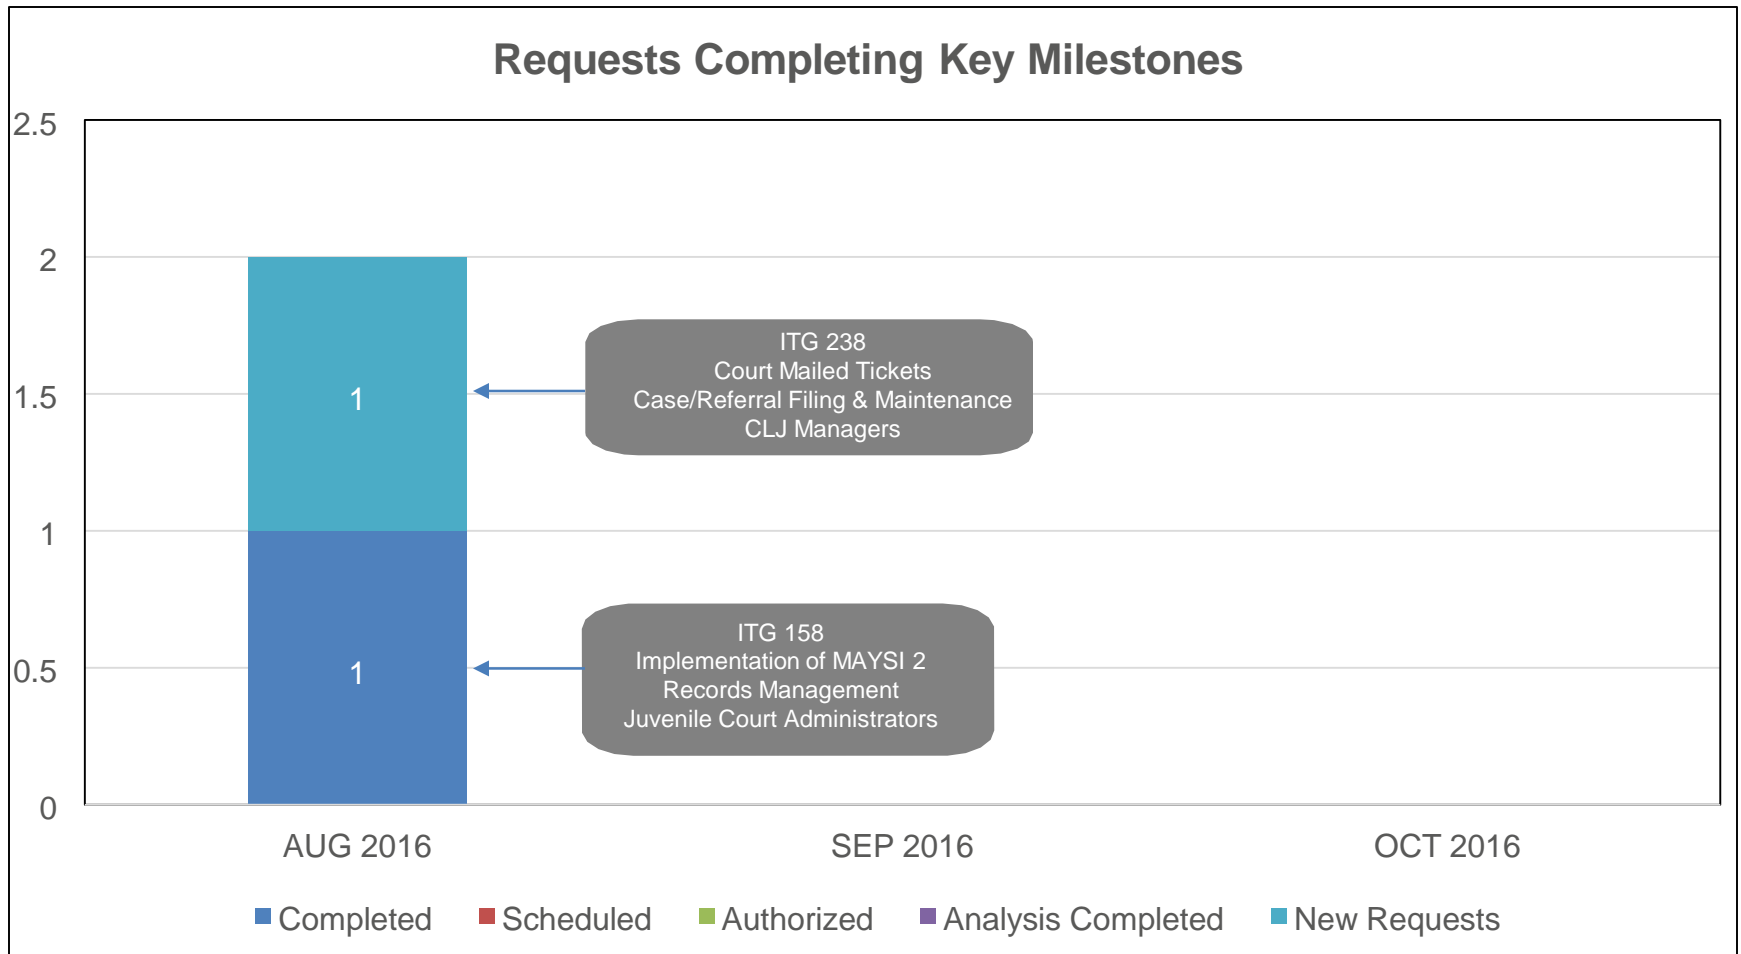 Requests Completing Key Milestones
2.5
2
1.5
1
0.5
0
1
1
ITG 238
Court Mailed Tickets
Case/Referral Filing & Maintenance
CLJ Managers
ITG 158
Implementation of MAYSI 2
Records Management
Juvenile Court Administrators
AUG 2016
SEP 2016
OCT 2016
Completed
Scheduled
Authorized
Analysis Completed
New Requests